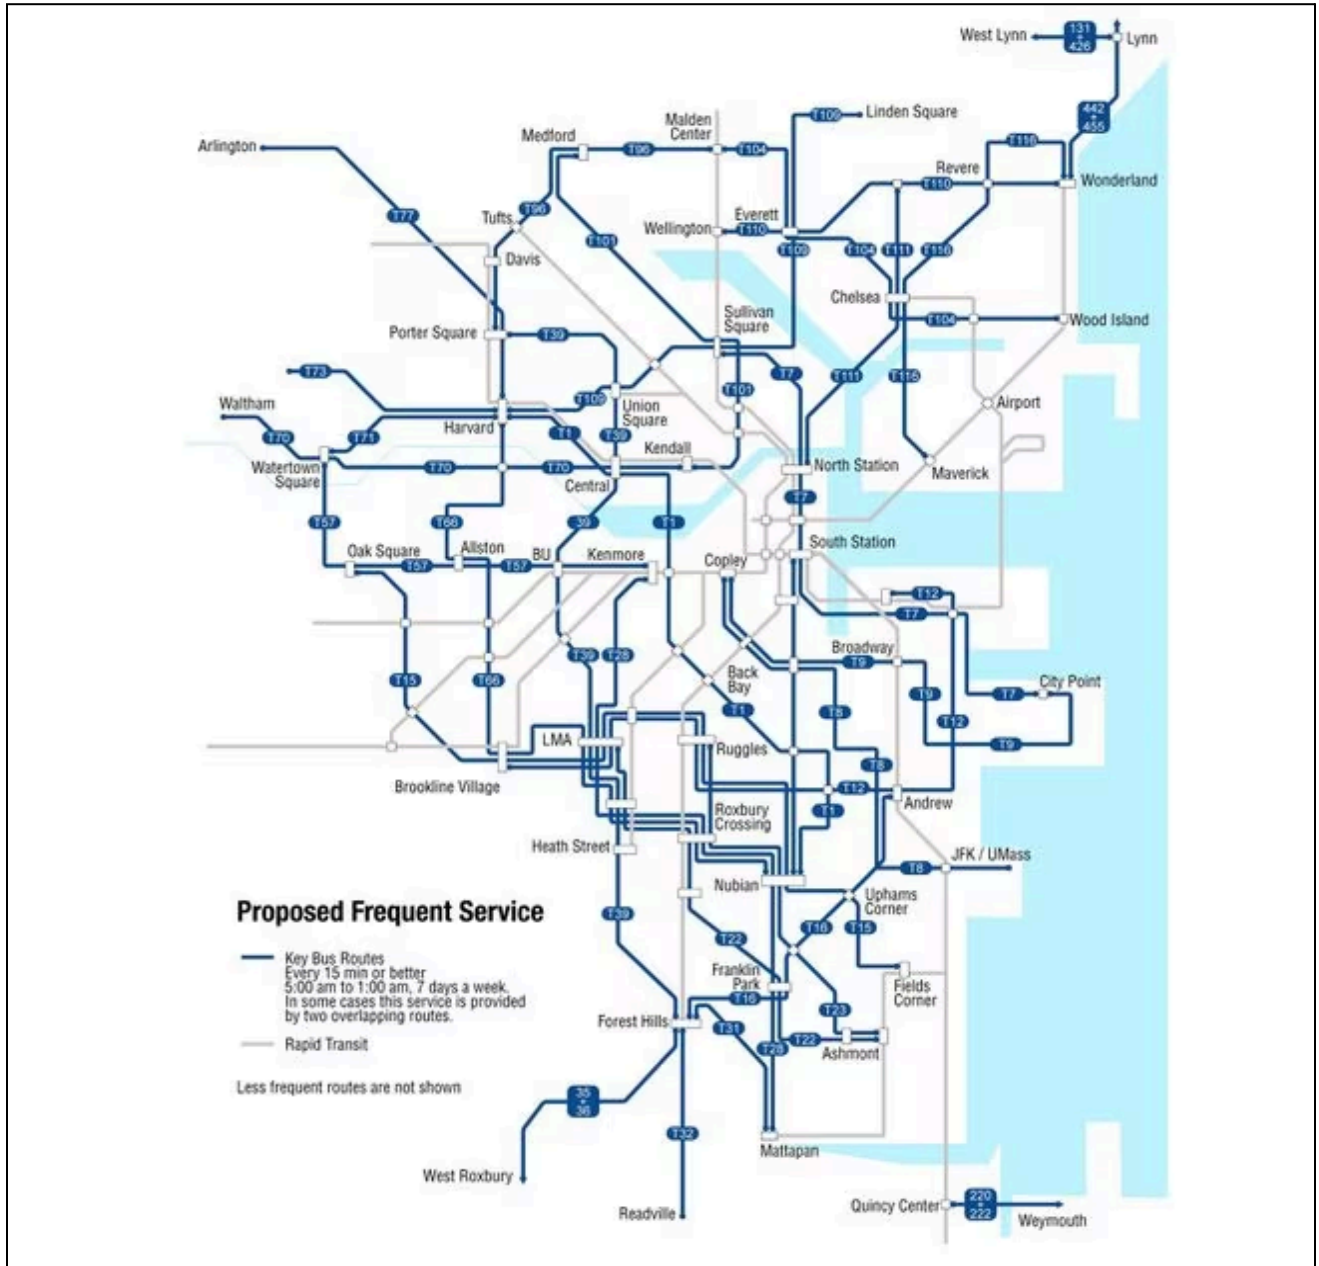 West Lynn
131
+
426
Lynn
Malden
Center
T109
Linden Square
442
+
455
Arlington
Medford
T96
T104
T116
Revere
T110
Wonderland
T77
Tufts
T96
Wellington
Everett
T110
T101
T109
T104
T111
T116
Davis
Chelsea
T104
Wood Island
Porter Square
T39
Sullivan
Square
T73
T7
T111
T116
T101
Waltham
T109
Union
Square
Airport
Harvard
T1
T39
T70
T71
Kendall
Watertown
Square
T70
T70
Central
North Station
Maverick
T7
T57
T66
39
T1
Oak Square
Allston
BU
Kenmore
Copley
South Station
T57
T57
T12
T7
T39
T28
Broadway
T9
T15
T66
Back
Bay
T9
City Point
T7
T1
T8
T12
LMA
Ruggles
T9
T8
Brookline Village
T12
Andrew
Roxbury
Crossing
T1
Heath Street
JFK / UMass
T8
Nubian
Uphams
Corner
Proposed Frequent Service
T39
T16
T15
T22
Key Bus Routes
Every 15 min or better
5:00 am to 1:00 am, 7 days a week.
In some cases this service is provided
by two overlapping routes.
Franklin
Park
T16
Fields
Corner
T23
Forest Hills
T31
Rapid Transit
T28
T22
Ashmont
Less frequent routes are not shown
35
+
36
T32
Mattapan
West Roxbury
Readville
Quincy Center
220
+
222
Weymouth